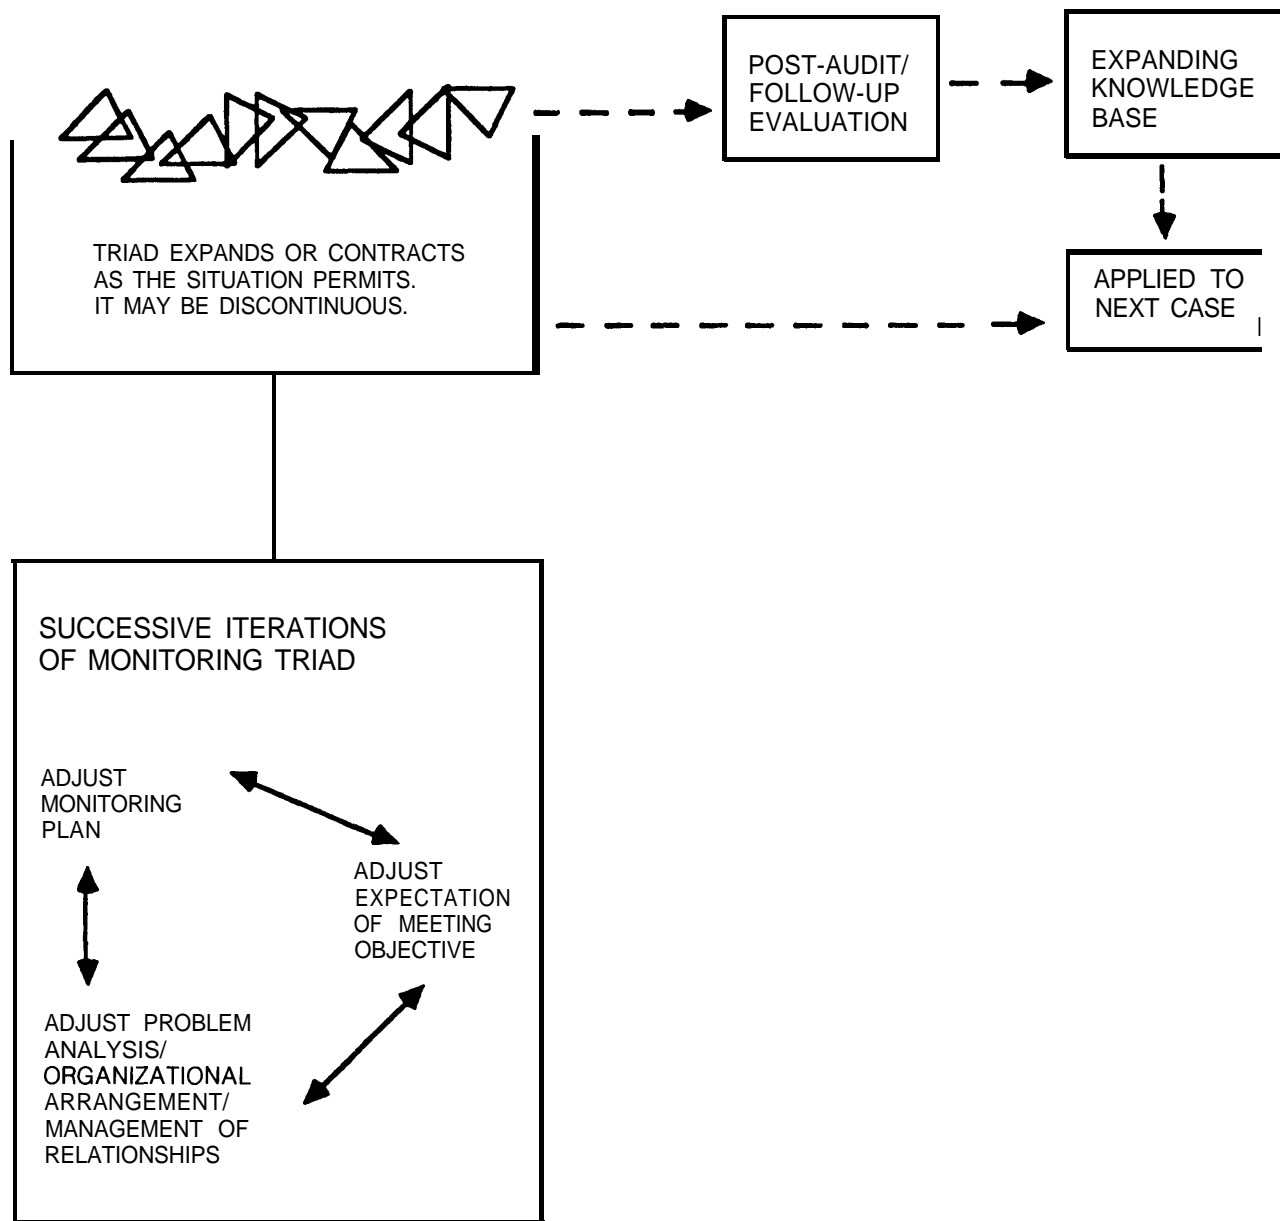 POST-AUDIT/
FOLLOW-UP
EVALUATION
EXPANDING
KNOWLEDGE
BASE
TRIAD EXPANDS OR CONTRACTS
AS THE SITUATION PERMITS.
IT MAY BE DISCONTINUOUS.
APPLIED TO
NEXT CASE
SUCCESSIVE ITERATIONS
OF MONITORING TRIAD
ADJUST
MONITORING
PLAN
ADJUST
EXPECTATION
OF MEETING
OBJECTIVE
ADJUST PROBLEM
ANALYSIS/
ORGANIZATIONAL
ARRANGEMENT/
MANAGEMENT OF
RELATIONSHIPS